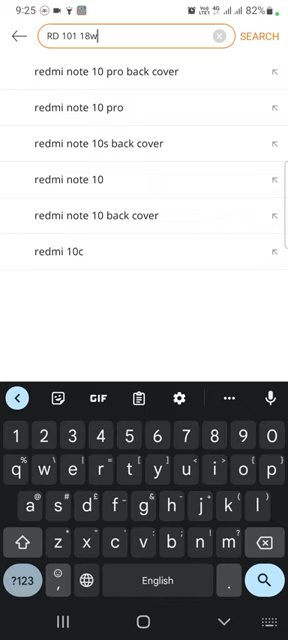 9:25 82%
RD 101 18w SEARCH
redmi note 10 pro back cover
redmi note 10 pro
redmi note 10s back cover
redmi note 10
redmi note 10 back cover
redmi 10c
GIF
1 2 3 4 5 6 7 8 9 0
q w e r t y u i o p
a s d f g h j k l
z x c v b n m
?123 , English .